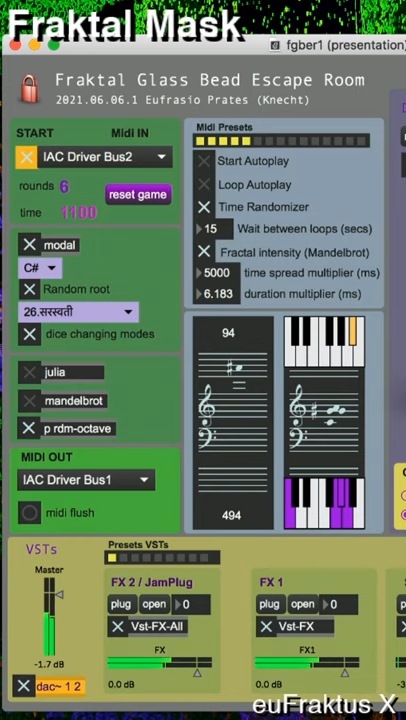 Fraktal Mask
fgber1 (presentation)
Fraktal Glass Bead Escape Room
2021.06.06.1 Eufrasio Prates (Knecht)
START Midi IN
IAC Driver Bus2
rounds 6
reset game
time 1100
Midi Presets
Start Autoplay
Loop Autoplay
Time Randomizer
15 Wait between loops (secs)
Fractal intensity (Mandelbrot)
5000 time spread multiplier (ms)
6.183 duration multiplier (ms)
modal
C#
Random root
26.सरस्वती
dice changing modes
julia
mandelbrot
p rdm-octave
94
494
MIDI OUT
IAC Driver Bus1
midi flush
VSTs
Presets VSTs
Master
-1.7 dB
dac~ 1 2
FX 2 / JamPlug
plug open 0
Vst-FX-All
FX
0.0 dB
FX 1
plug open 0
Vst-FX
FX1
0.0 dB
euFraktus X